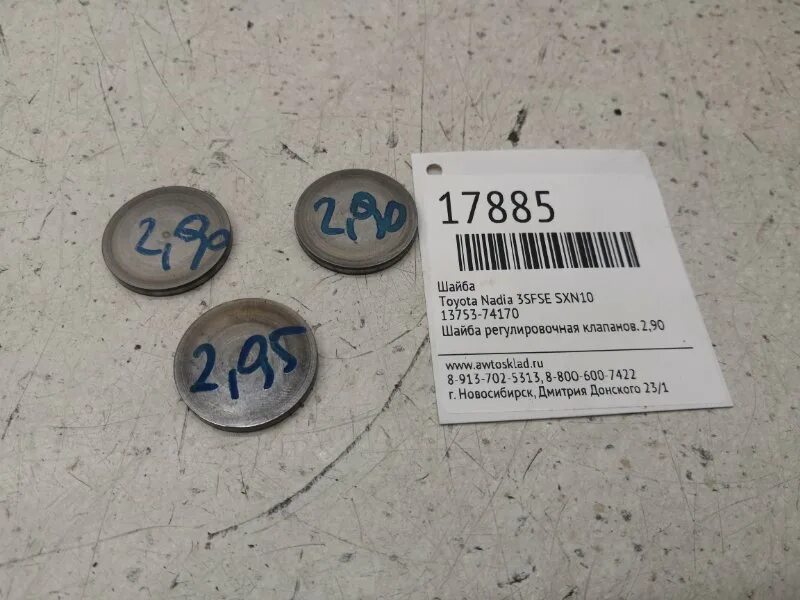 2,90
2,90
2,95
17885
Шайба
Toyota Nadia 3SFSE SXN10
13753-74170
Шайба регулировочная клапанов.2,90
www.awtosklad.ru
8-913-702-5313, 8-800-600-7422
г. Новосибирск, Дмитрия Донского 23/1